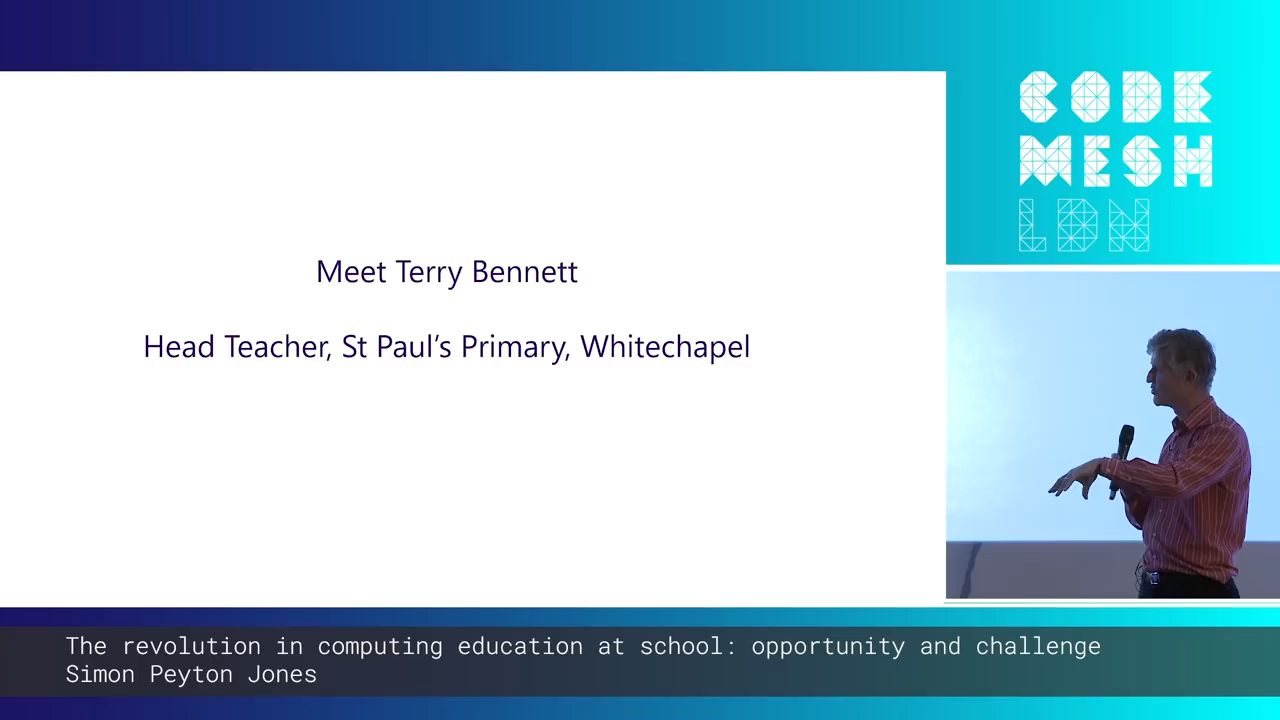 Meet Terry Bennett
Head Teacher, St Paul's Primary, Whitechapel
CODE
MESH
LDN
The revolution in computing education at school: opportunity and challenge
Simon Peyton Jones